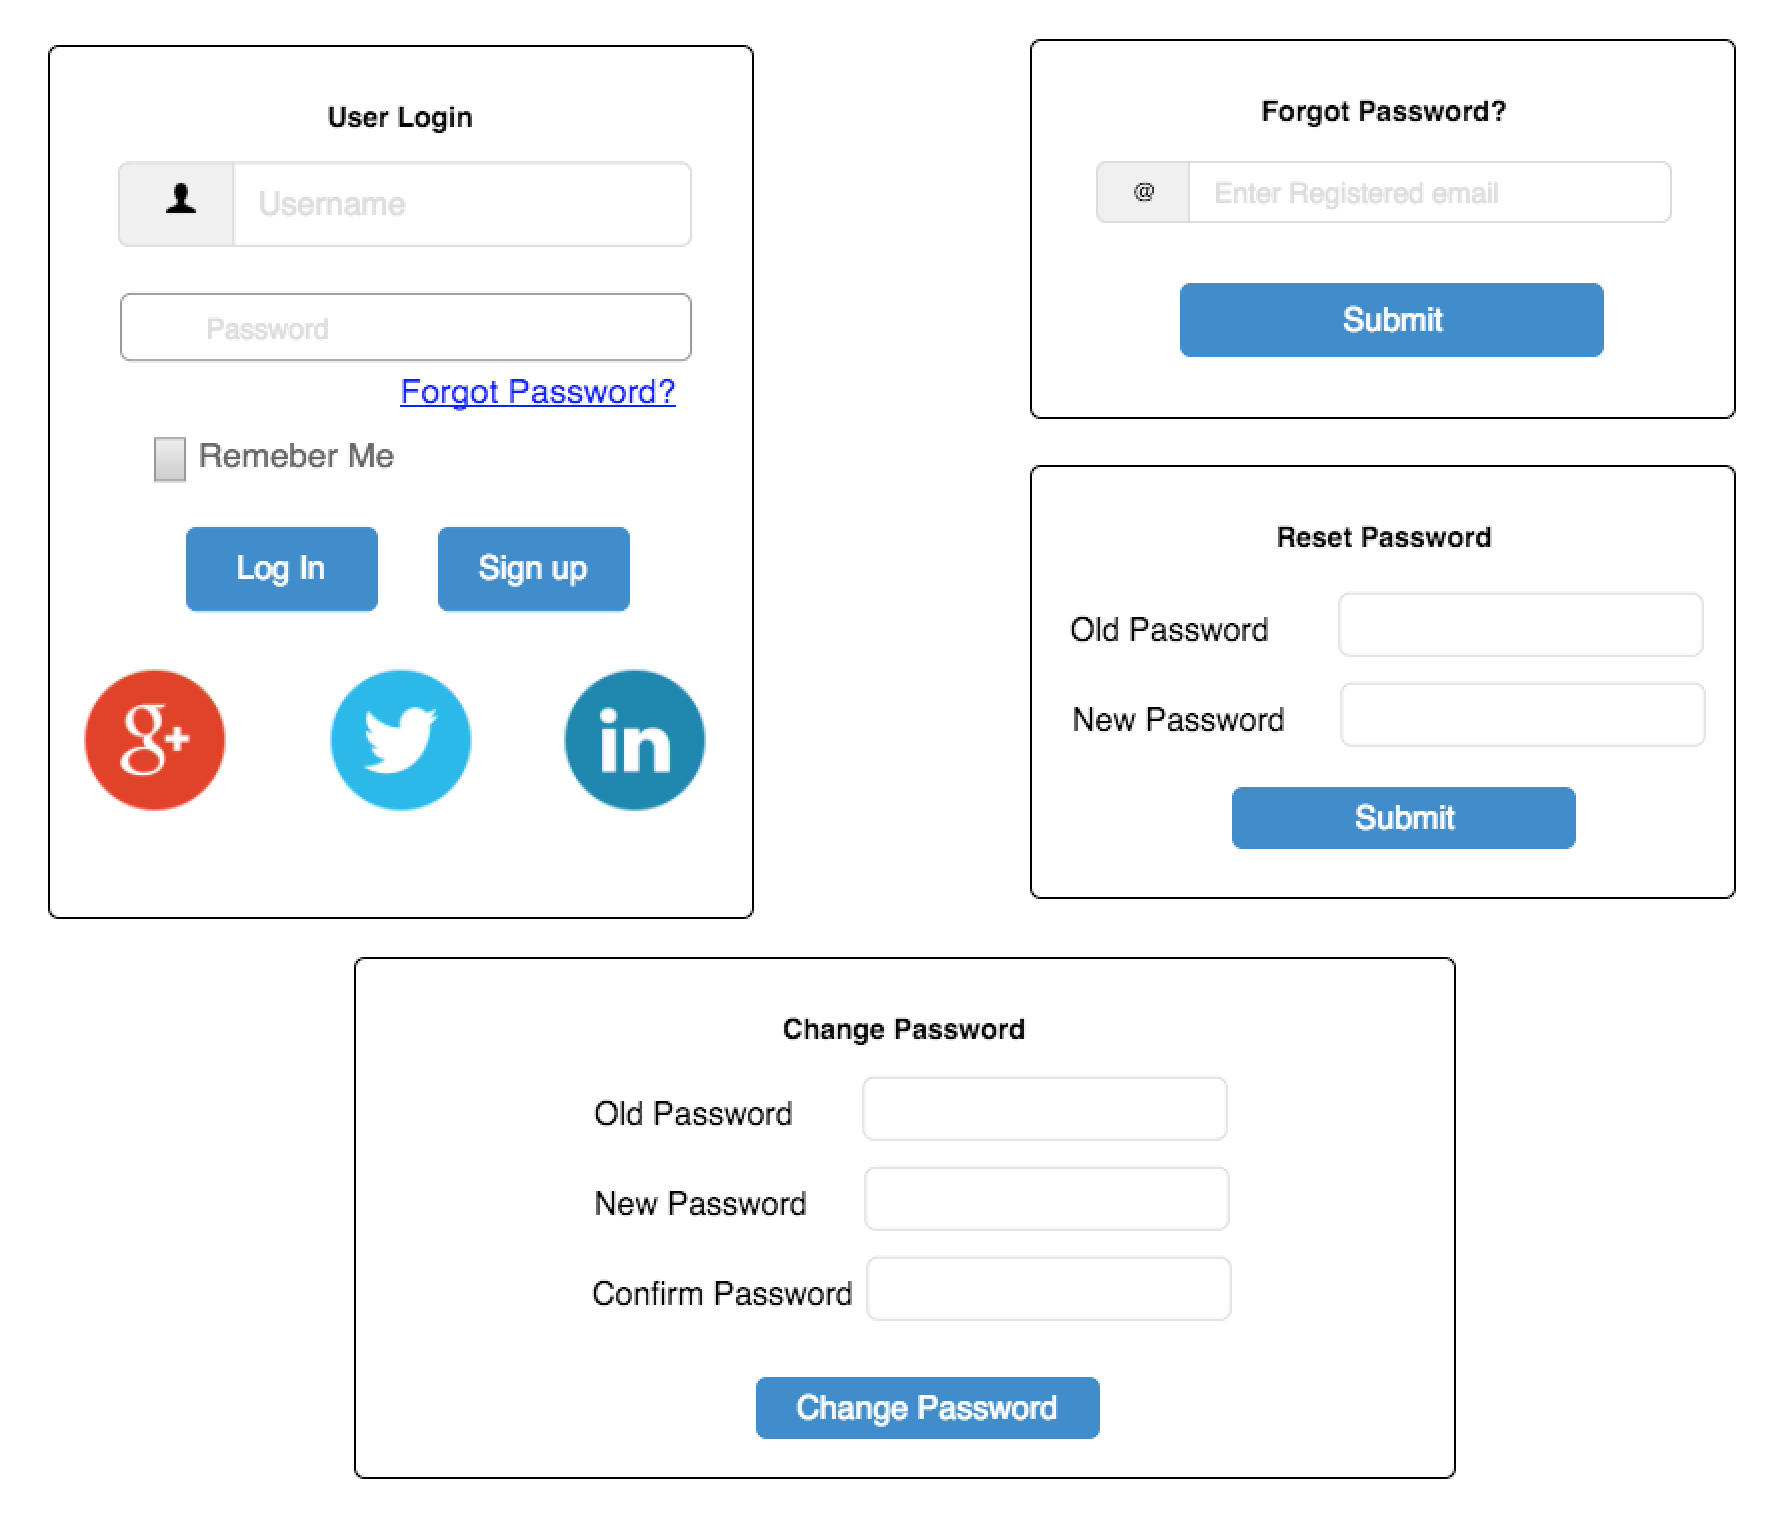 User Login
Username
Password
Forgot Password?
Remeber Me
Log In
Sign up
g+
in
Forgot Password?
@
Enter Registered email
Submit
Reset Password
Old Password
New Password
Submit
Change Password
Old Password
New Password
Confirm Password
Change Password